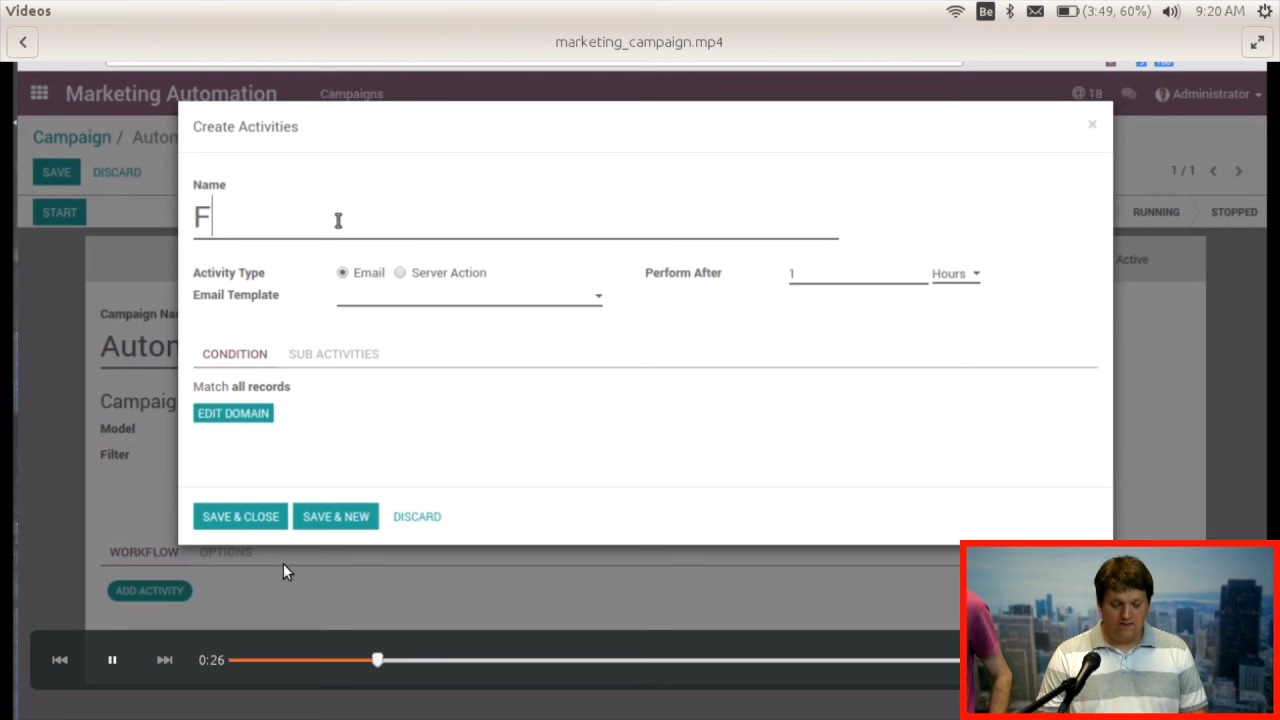 Videos
Be
(3:49, 60%)
9:20 AM
marketing_campaign.mp4
Marketing Automation
Campaigns
18
Administrator
Campaign / Autom
SAVE
DISCARD
1 / 1
START
RUNNING
STOPPED
Create Activities
×
Name
F
Activity Type
Email
Server Action
Perform After
1
Hours
Email Template
Active
Campaign Na
Autom
CONDITION
SUB ACTIVITIES
Match all records
EDIT DOMAIN
Campaig
Model
Filter
SAVE & CLOSE
SAVE & NEW
DISCARD
WORKFLOW
OPTIONS
ADD ACTIVITY
0:26